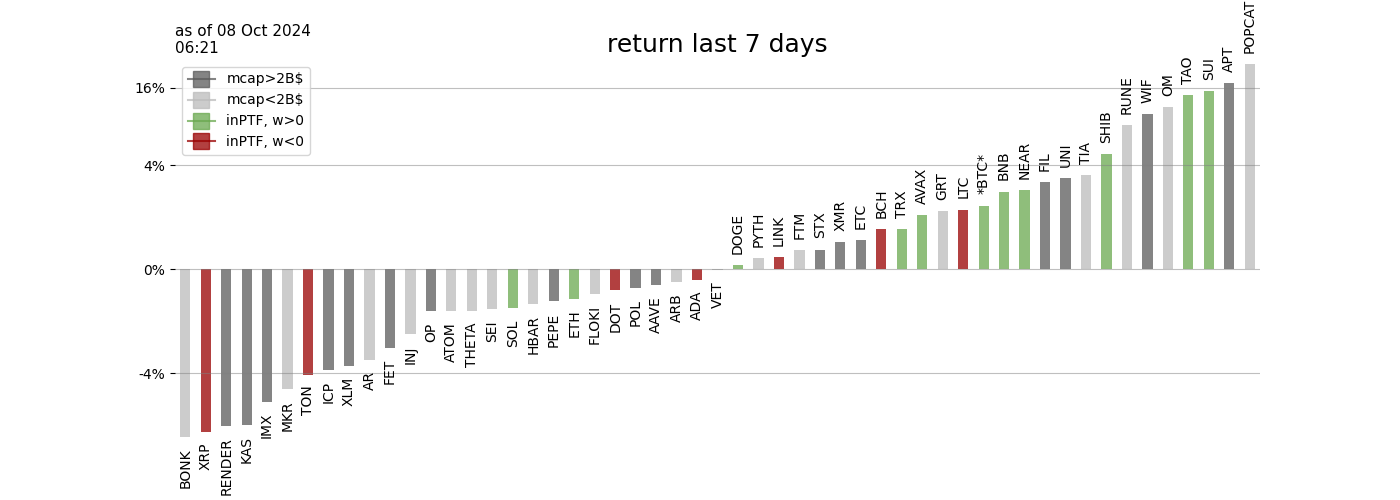 as of 08 Oct 2024
06:21
return last 7 days
mcap>2B$
mcap<2B$
inPTF, w>0
inPTF, w<0
16%
4%
0%
-4%
BONK
XRP
RENDER
KAS
IMX
MKR
TON
ICP
XLM
AR
FET
INJ
OP
ATOM
THETA
SEI
SOL
HBAR
PEPE
ETH
FLOKI
DOT
POL
AAVE
ARB
ADA
VET
DOGE
PYTH
LINK
FTM
STX
XMR
ETC
BCH
TRX
AVAX
GRT
LTC
*BTC*
BNB
NEAR
FIL
UNI
TIA
SHIB
RUNE
WIF
OM
TAO
SUI
APT
POPCAT